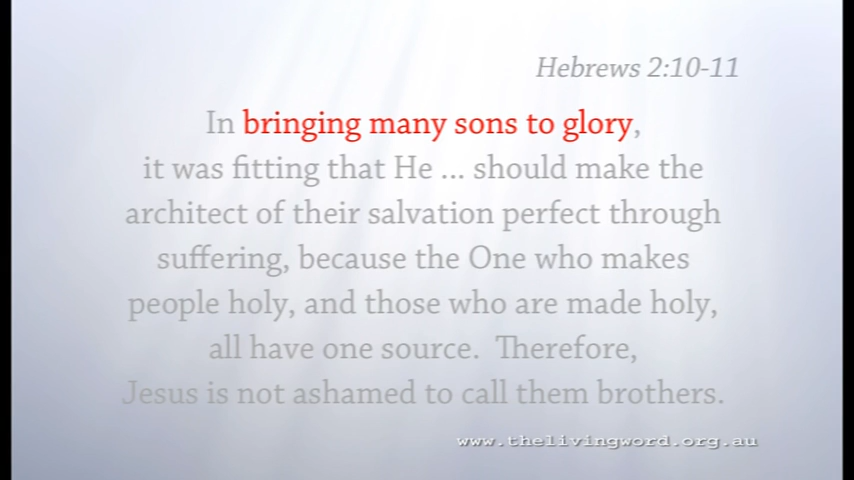 Hebrews 2:10-11
In bringing many sons to glory,
it was fitting that He ... should make the
architect of their salvation perfect through
suffering, because the One who makes
people holy, and those who are made holy,
all have one source.  Therefore,
Jesus is not ashamed to call them brothers.
www.thelivingword.org.au